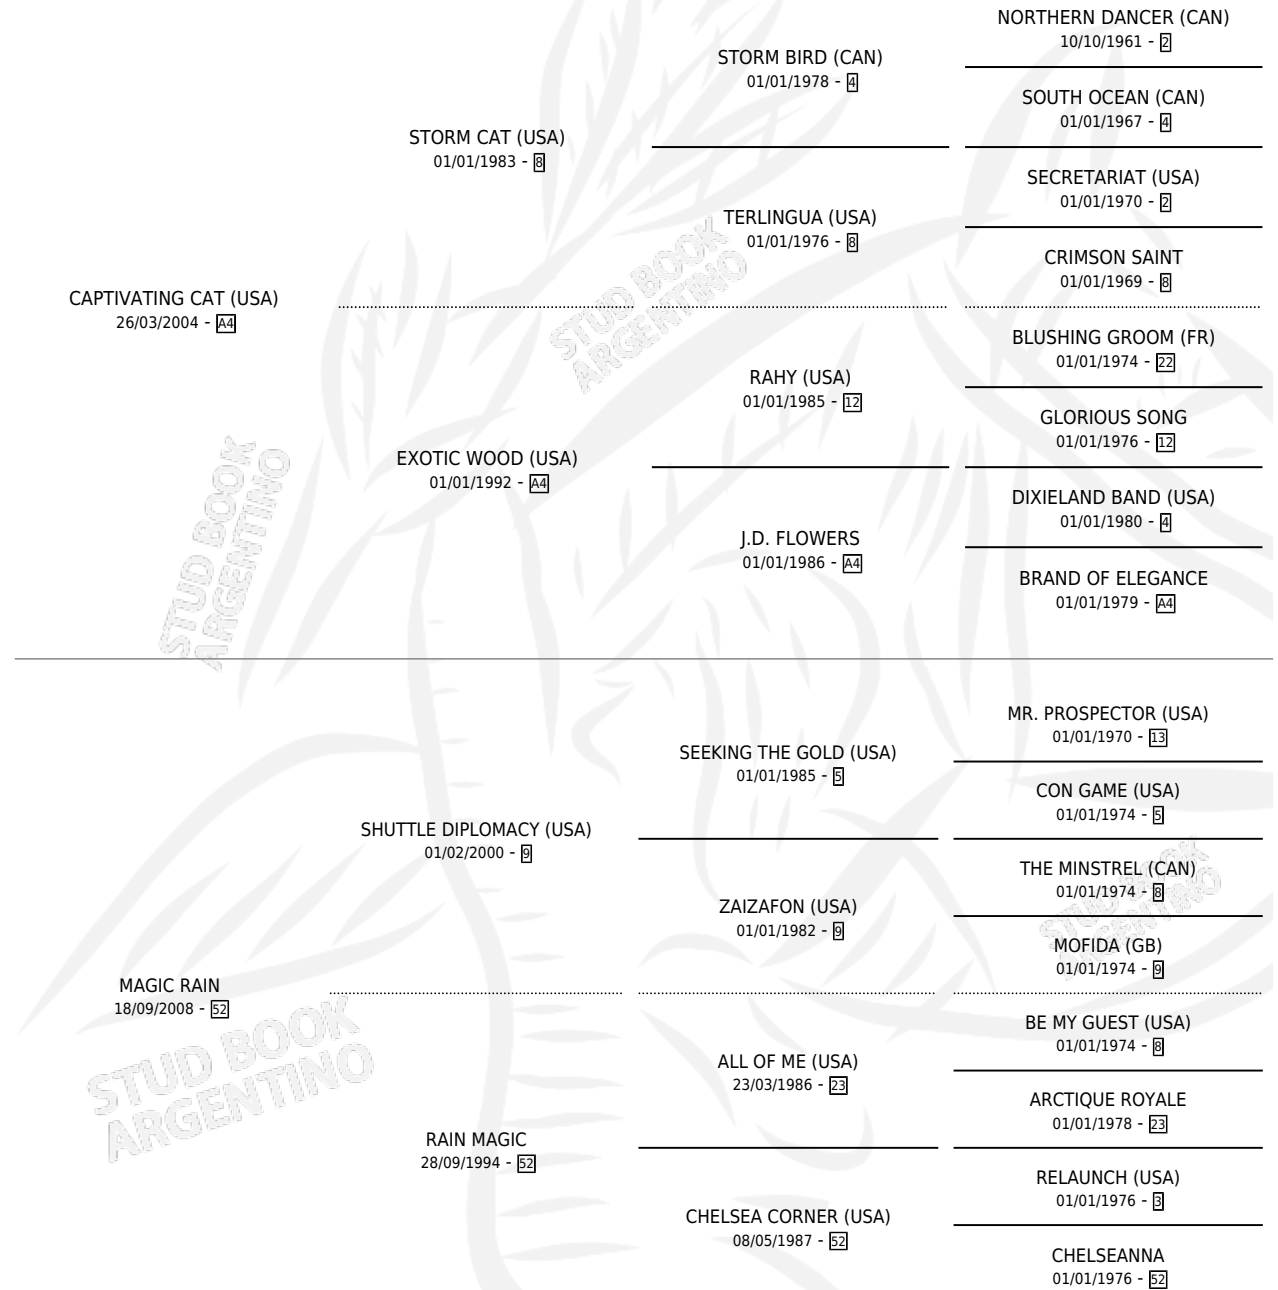 NORTHERN DANCER (CAN)
10/10/1961 - 2
STORM BIRD (CAN)
01/01/1978 - 4
SOUTH OCEAN (CAN)
01/01/1967 - 4
STORM CAT (USA)
01/01/1983 - 8
SECRETARIAT (USA)
01/01/1970 - 2
TERLINGUA (USA)
01/01/1976 - 8
CRIMSON SAINT
01/01/1969 - 8
CAPTIVATING CAT (USA)
26/03/2004 - A4
BLUSHING GROOM (FR)
01/01/1974 - 22
RAHY (USA)
01/01/1985 - 12
GLORIOUS SONG
01/01/1976 - 12
EXOTIC WOOD (USA)
01/01/1992 - A4
DIXIELAND BAND (USA)
01/01/1980 - 4
J.D. FLOWERS
01/01/1986 - A4
BRAND OF ELEGANCE
01/01/1979 - A4
STUD BOOK
ARGENTINO
STUD BOOK
ARGENTINO
MR. PROSPECTOR (USA)
01/01/1970 - 13
SEEKING THE GOLD (USA)
01/01/1985 - 5
CON GAME (USA)
01/01/1974 - 5
SHUTTLE DIPLOMACY (USA)
01/02/2000 - 9
THE MINSTREL (CAN)
01/01/1974 - 8
ZAIZAFON (USA)
01/01/1982 - 9
MOFIDA (GB)
01/01/1974 - 9
STUD BOOK
ARGENTINO
MAGIC RAIN
18/09/2008 - 52
BE MY GUEST (USA)
01/01/1974 - 8
ALL OF ME (USA)
23/03/1986 - 23
ARCTIQUE ROYALE
01/01/1978 - 23
RAIN MAGIC
28/09/1994 - 52
RELAUNCH (USA)
01/01/1976 - 3
CHELSEA CORNER (USA)
08/05/1987 - 52
CHELSEANNA
01/01/1976 - 52
STUD BOOK
ARGENTINO